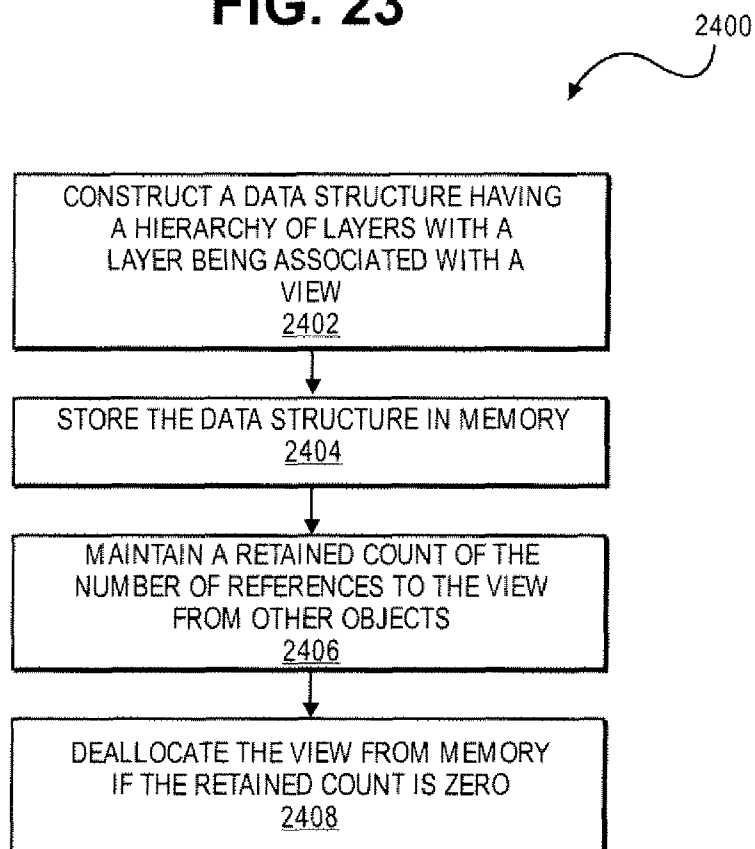 FIG. 23
2400
CONSTRUCT A DATA STRUCTURE HAVING
A HIERARCHY OF LAYERS WITH A
LAYER BEING ASSOCIATED WITH A
VIEW
2402
STORE THE DATA STRUCTURE IN MEMORY
2404
MAINTAIN A RETAINED COUNT OF THE
NUMBER OF REFERENCES TO THE VIEW
FROM OTHER OBJECTS
2406
DEALLOCATE THE VIEW FROM MEMORY
IF THE RETAINED COUNT IS ZERO
2408